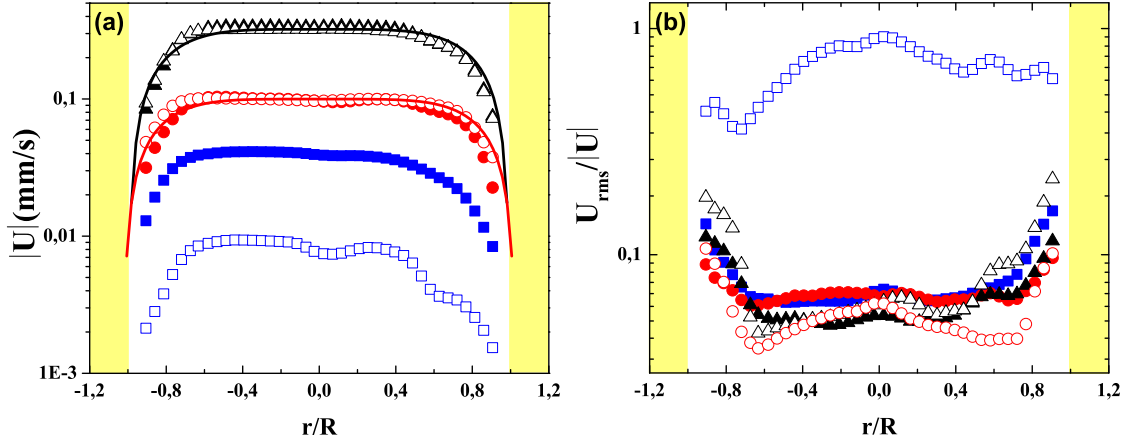 (a)
|U|(mm/s)
0,1
0,01
1E-3
-1,2 -0,8 -0,4 0,0 0,4 0,8 1,2
r/R
(b)
Urms/|U|
1
0,1
-1,2 -0,8 -0,4 0,0 0,4 0,8 1,2
r/R